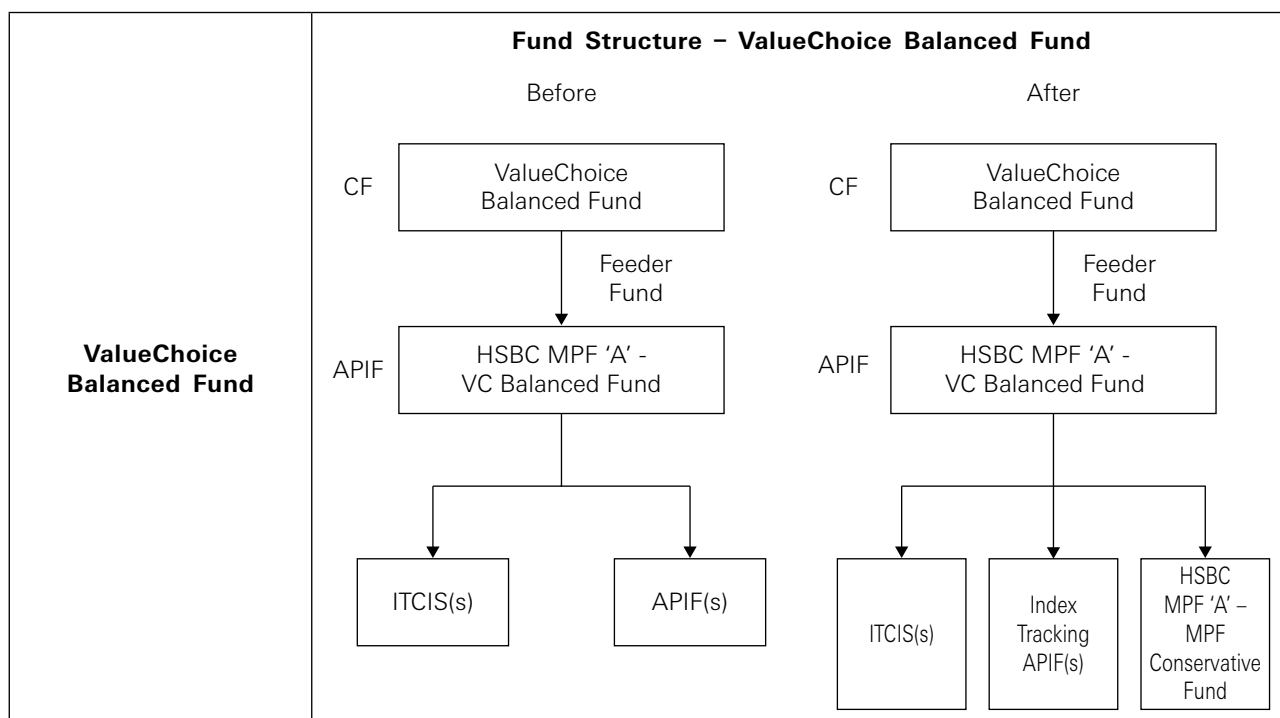 Fund Structure – ValueChoice Balanced Fund
ValueChoice
Balanced Fund
Before
CF
ValueChoice
Balanced Fund
Feeder
Fund
APIF
HSBC MPF ‘A’ -
VC Balanced Fund
ITCIS(s)
APIF(s)
After
CF
ValueChoice
Balanced Fund
Feeder
Fund
APIF
HSBC MPF ‘A’ -
VC Balanced Fund
ITCIS(s)
Index
Tracking
APIF(s)
HSBC
MPF ‘A’ –
MPF
Conservative
Fund